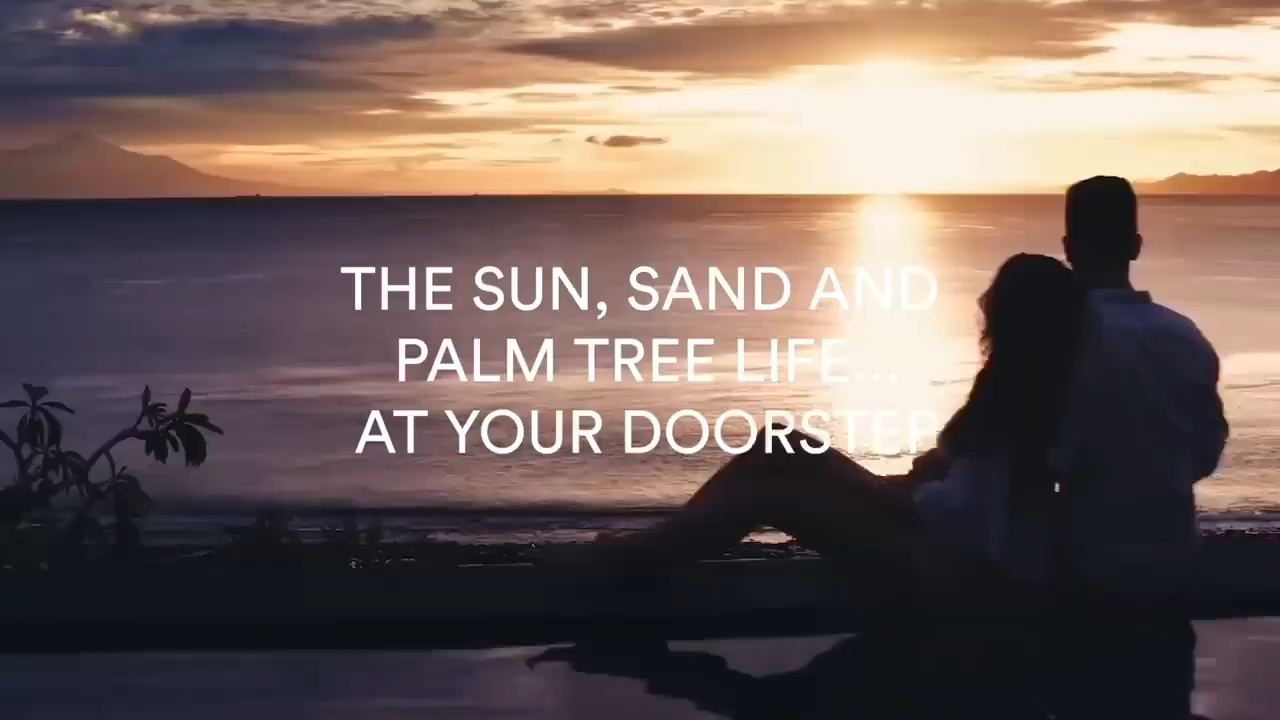 THE SUN, SAND AND
PALM TREE LIFE...
AT YOUR DOORSTEP